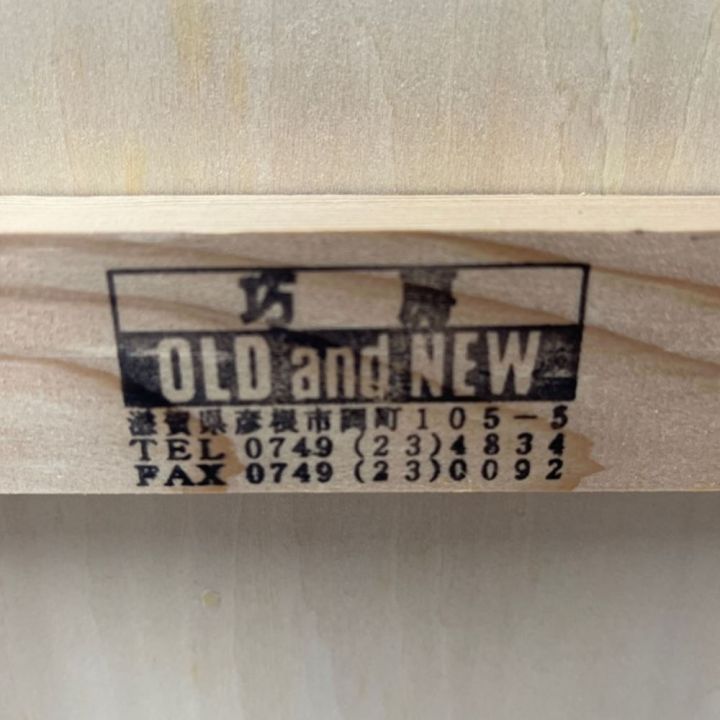 巧
OLD and NEW
滋賀県彦根市岡町105-5
TEL 0749 (23)4834
FAX 0749 (23)0092